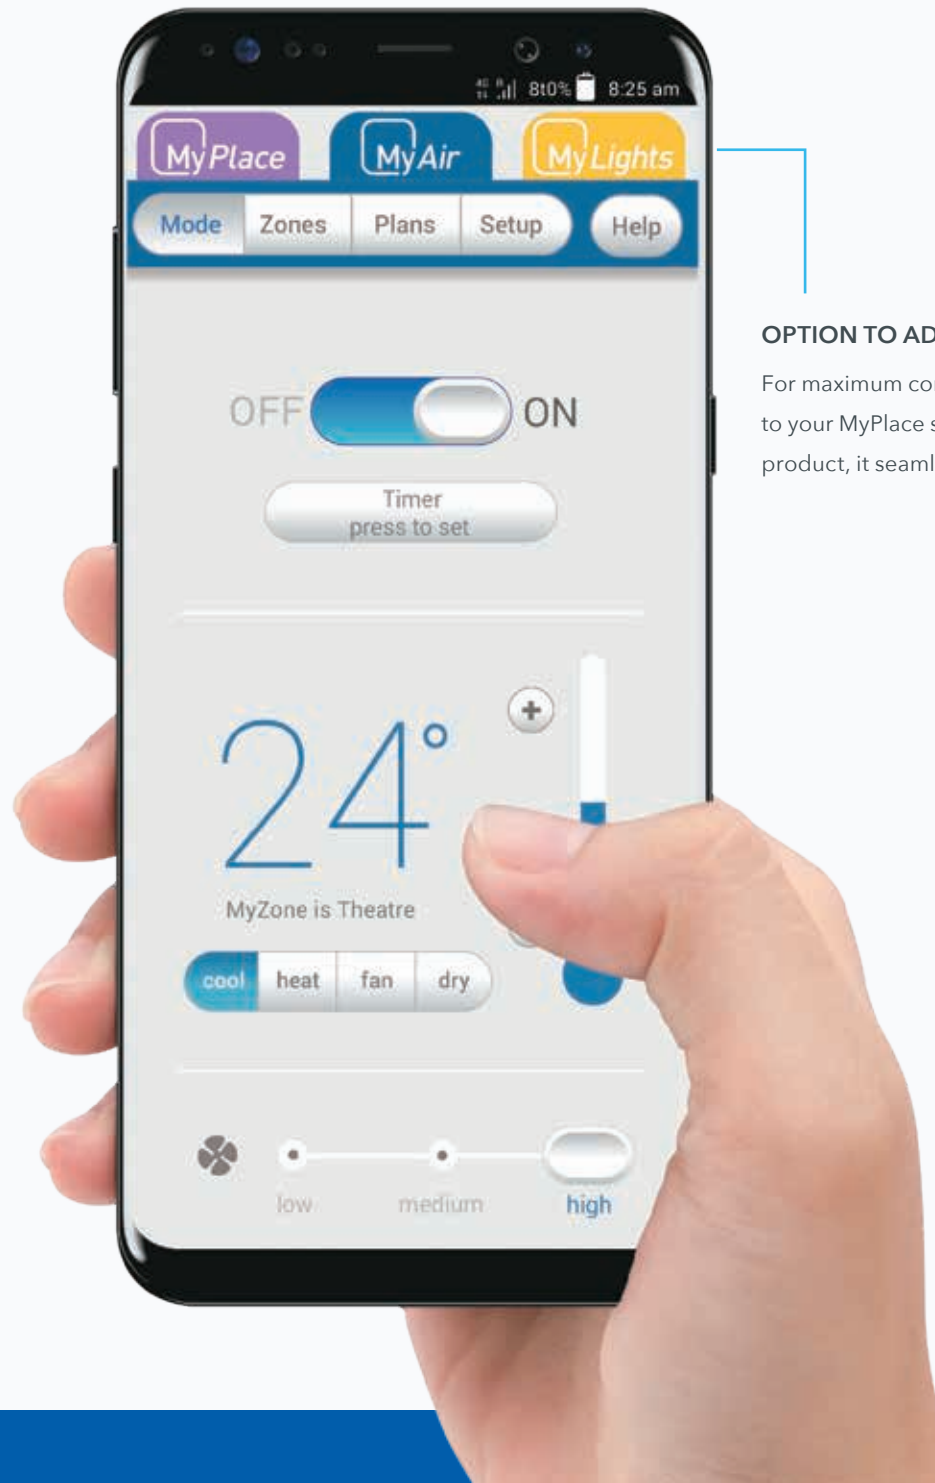 8t0% 8:25 am
MyPlace MyAir MyLights
Mode Zones Plans Setup Help
OPTION TO AD
For maximum con
to your MyPlace s
product, it seaml
OFF ON
Timer
press to set
24°
MyZone is Theatre
cool heat fan dry
low medium high